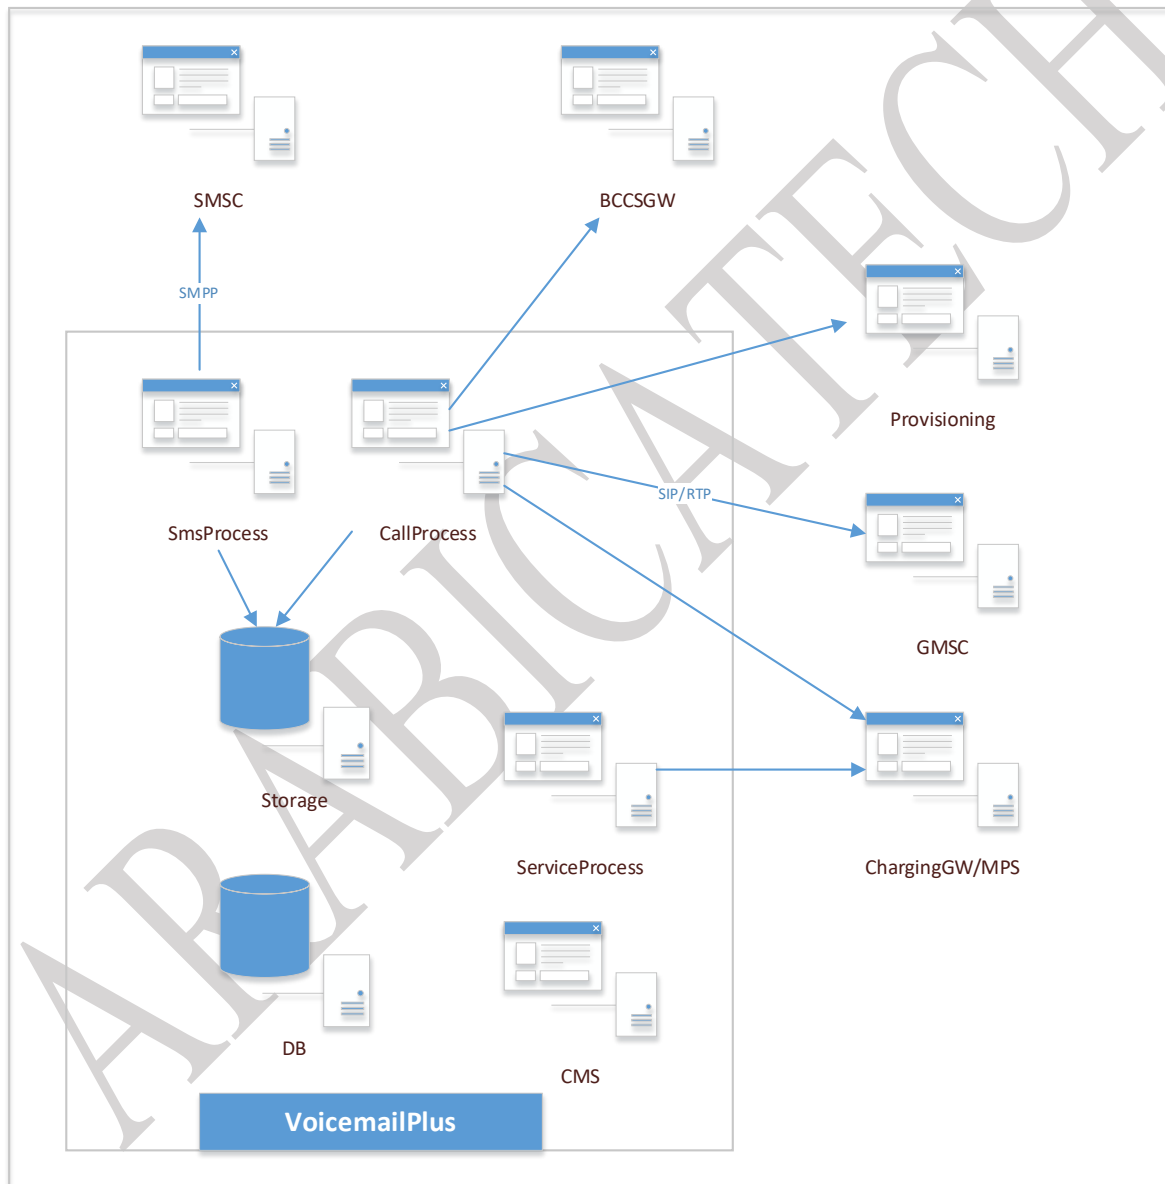 SMSC
BCCSGW
SMPP
Provisioning
SIP/RTP
SmsProcess
CallProcess
GMSC
Storage
ServiceProcess
ChargingGW/MPS
DB
CMS
VoicemailPlus
ARABICATECH